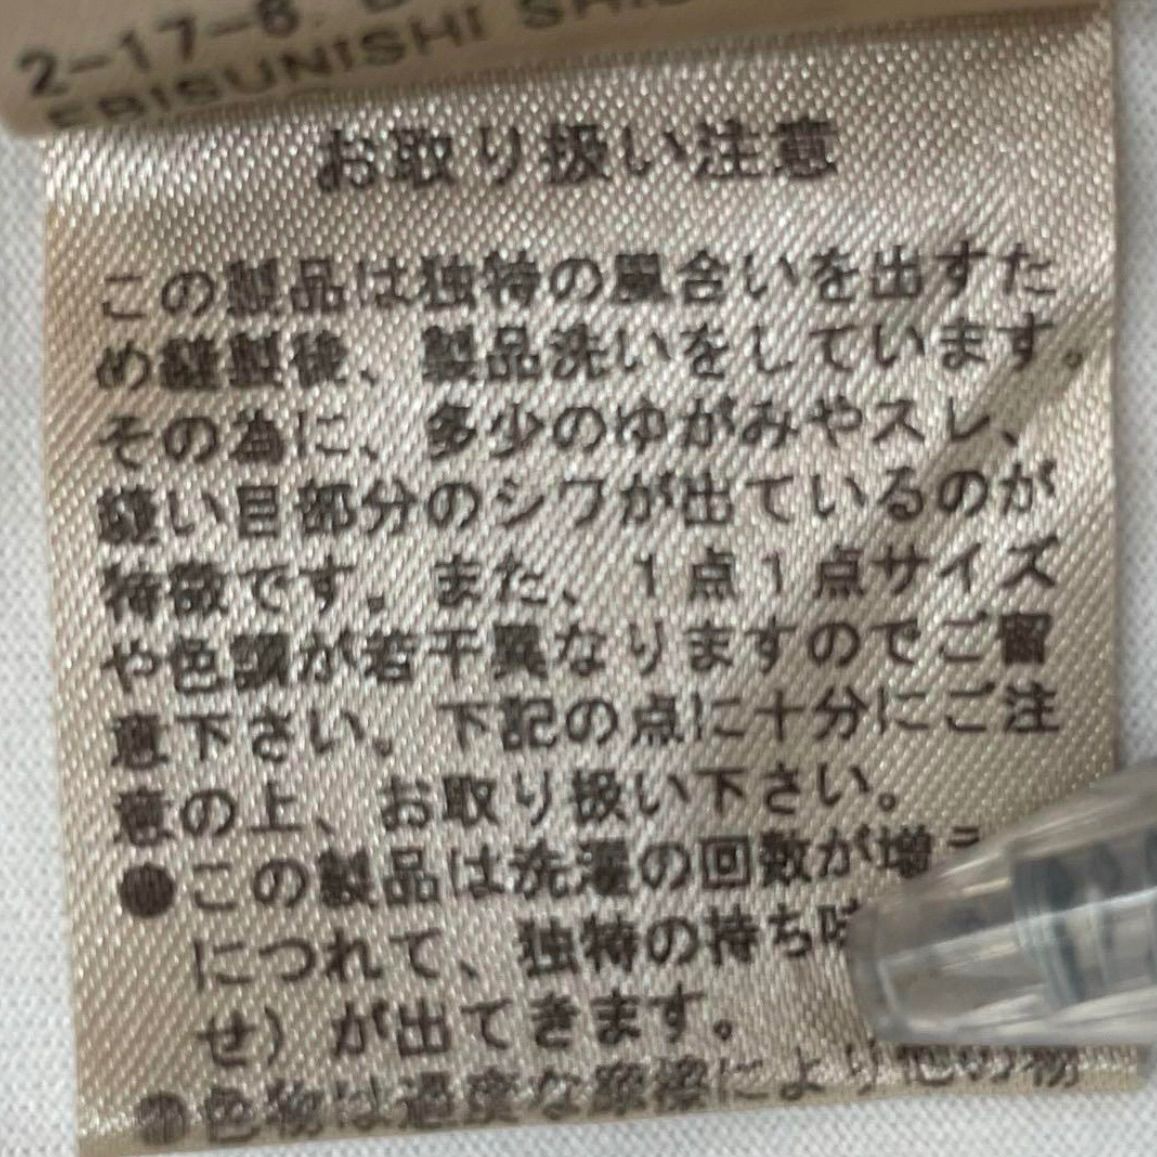 2-17-8.
EBISUNISHI
お取り扱い注意
この製品は独特の風合いを出すた
め縫製後、製品洗いをしています。
その為に、多少のゆがみやスレ、
縫い目部分のシワが出ているのが
特徴です。また、1点1点サイズ
や色調が若干異なりますのでご留
意下さい。下記の点に十分にご注
意の上、お取り扱い下さい。
●この製品は洗濯の回数が増え
につれて、独特の持ち味
せ）が出てきます。
●色物は過度な摩擦により他の物